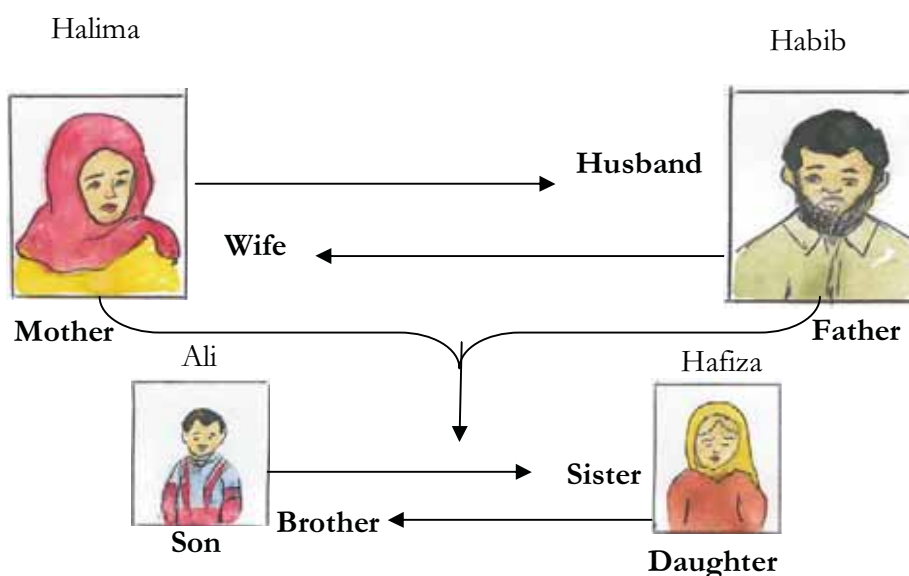 Halima
Habib
Husband
Wife
Mother
Father
Ali
Hafiza
Sister
Brother
Son
Daughter